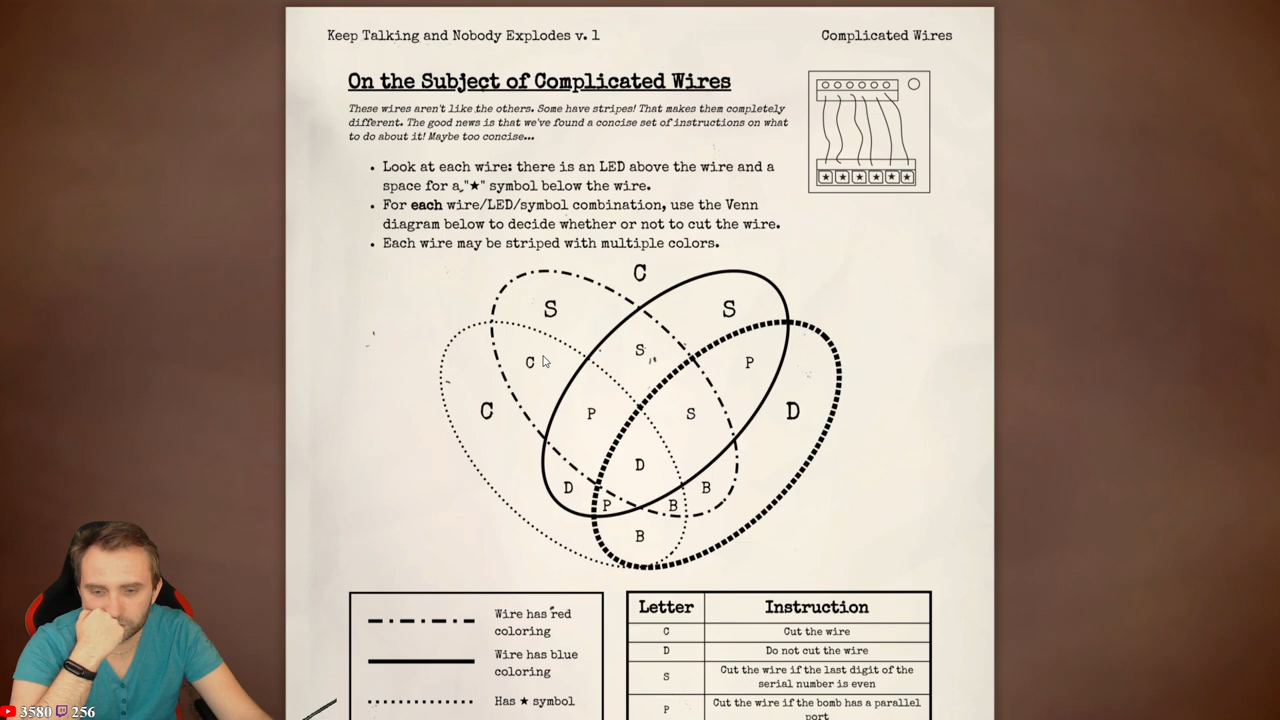 Keep Talking and Nobody Explodes v. 1
Complicated Wires
On the Subject of Complicated Wires
These wires aren't like the others. Some have stripes! That makes them completely
different. The good news is that we've found a concise set of instructions on what
to do about it! Maybe too concise...
• Look at each wire: there is an LED above the wire and a
space for a "★" symbol below the wire.
• For each wire/LED/symbol combination, use the Venn
diagram below to decide whether or not to cut the wire.
• Each wire may be striped with multiple colors.
C
S
S
S
C
P
C
P
S
D
D
D
B
P
B
B
Wire has red
coloring
Wire has blue
coloring
Has ★ symbol
Letter Instruction
C Cut the wire
D Do not cut the wire
S Cut the wire if the last digit of the
serial number is even
P Cut the wire if the bomb has a parallel
port
3580 256